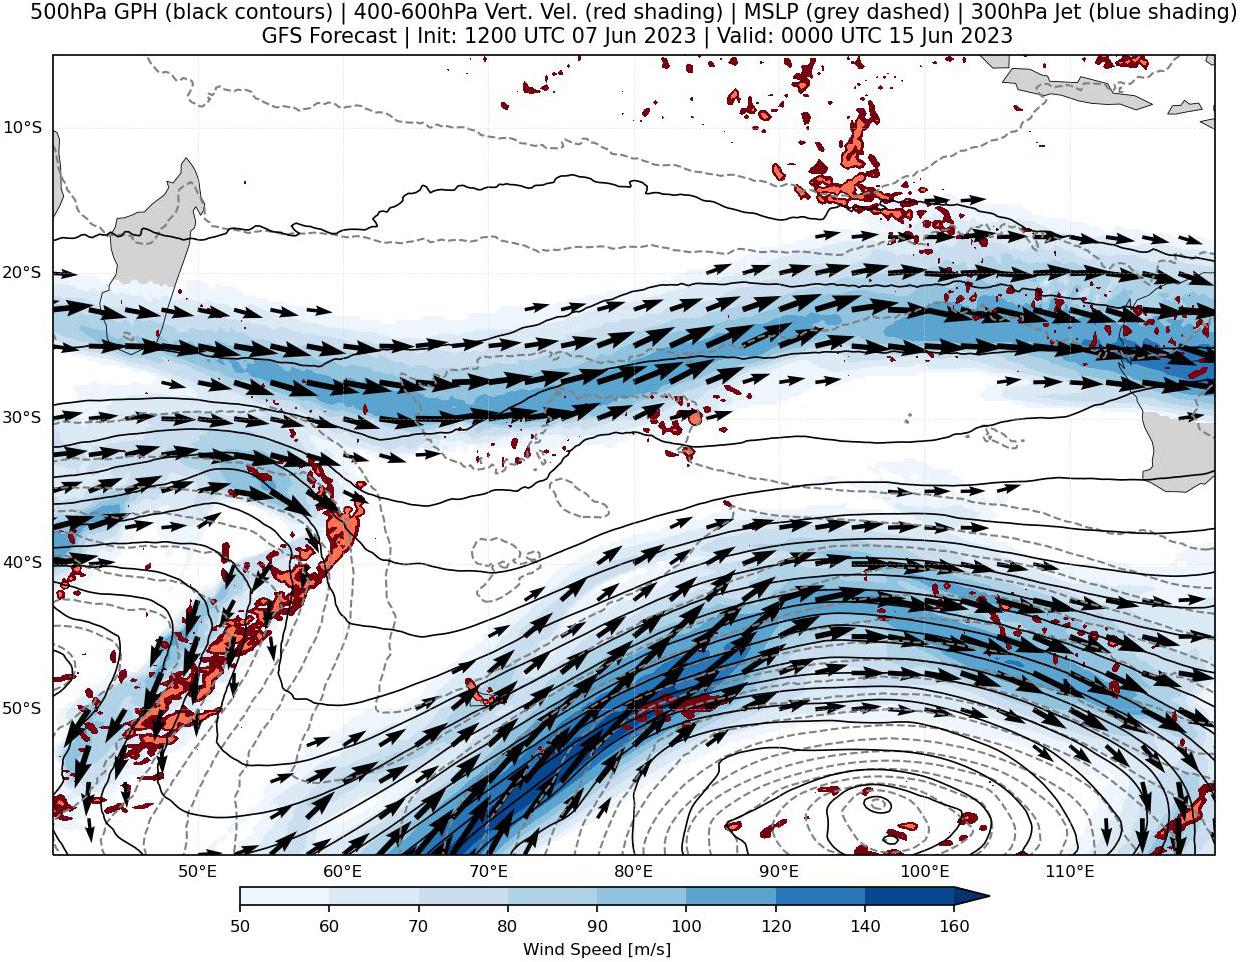 500hPa GPH (black contours) | 400-600hPa Vert. Vel. (red shading) | MSLP (grey dashed) | 300hPa Jet (blue shading)
GFS Forecast | Init: 1200 UTC 07 Jun 2023 | Valid: 0000 UTC 15 Jun 2023
10°S
20°S
30°S
40°S
50°S
50°E 60°E 70°E 80°E 90°E 100°E 110°E
50 60 70 80 90 100 120 140 160
Wind Speed [m/s]